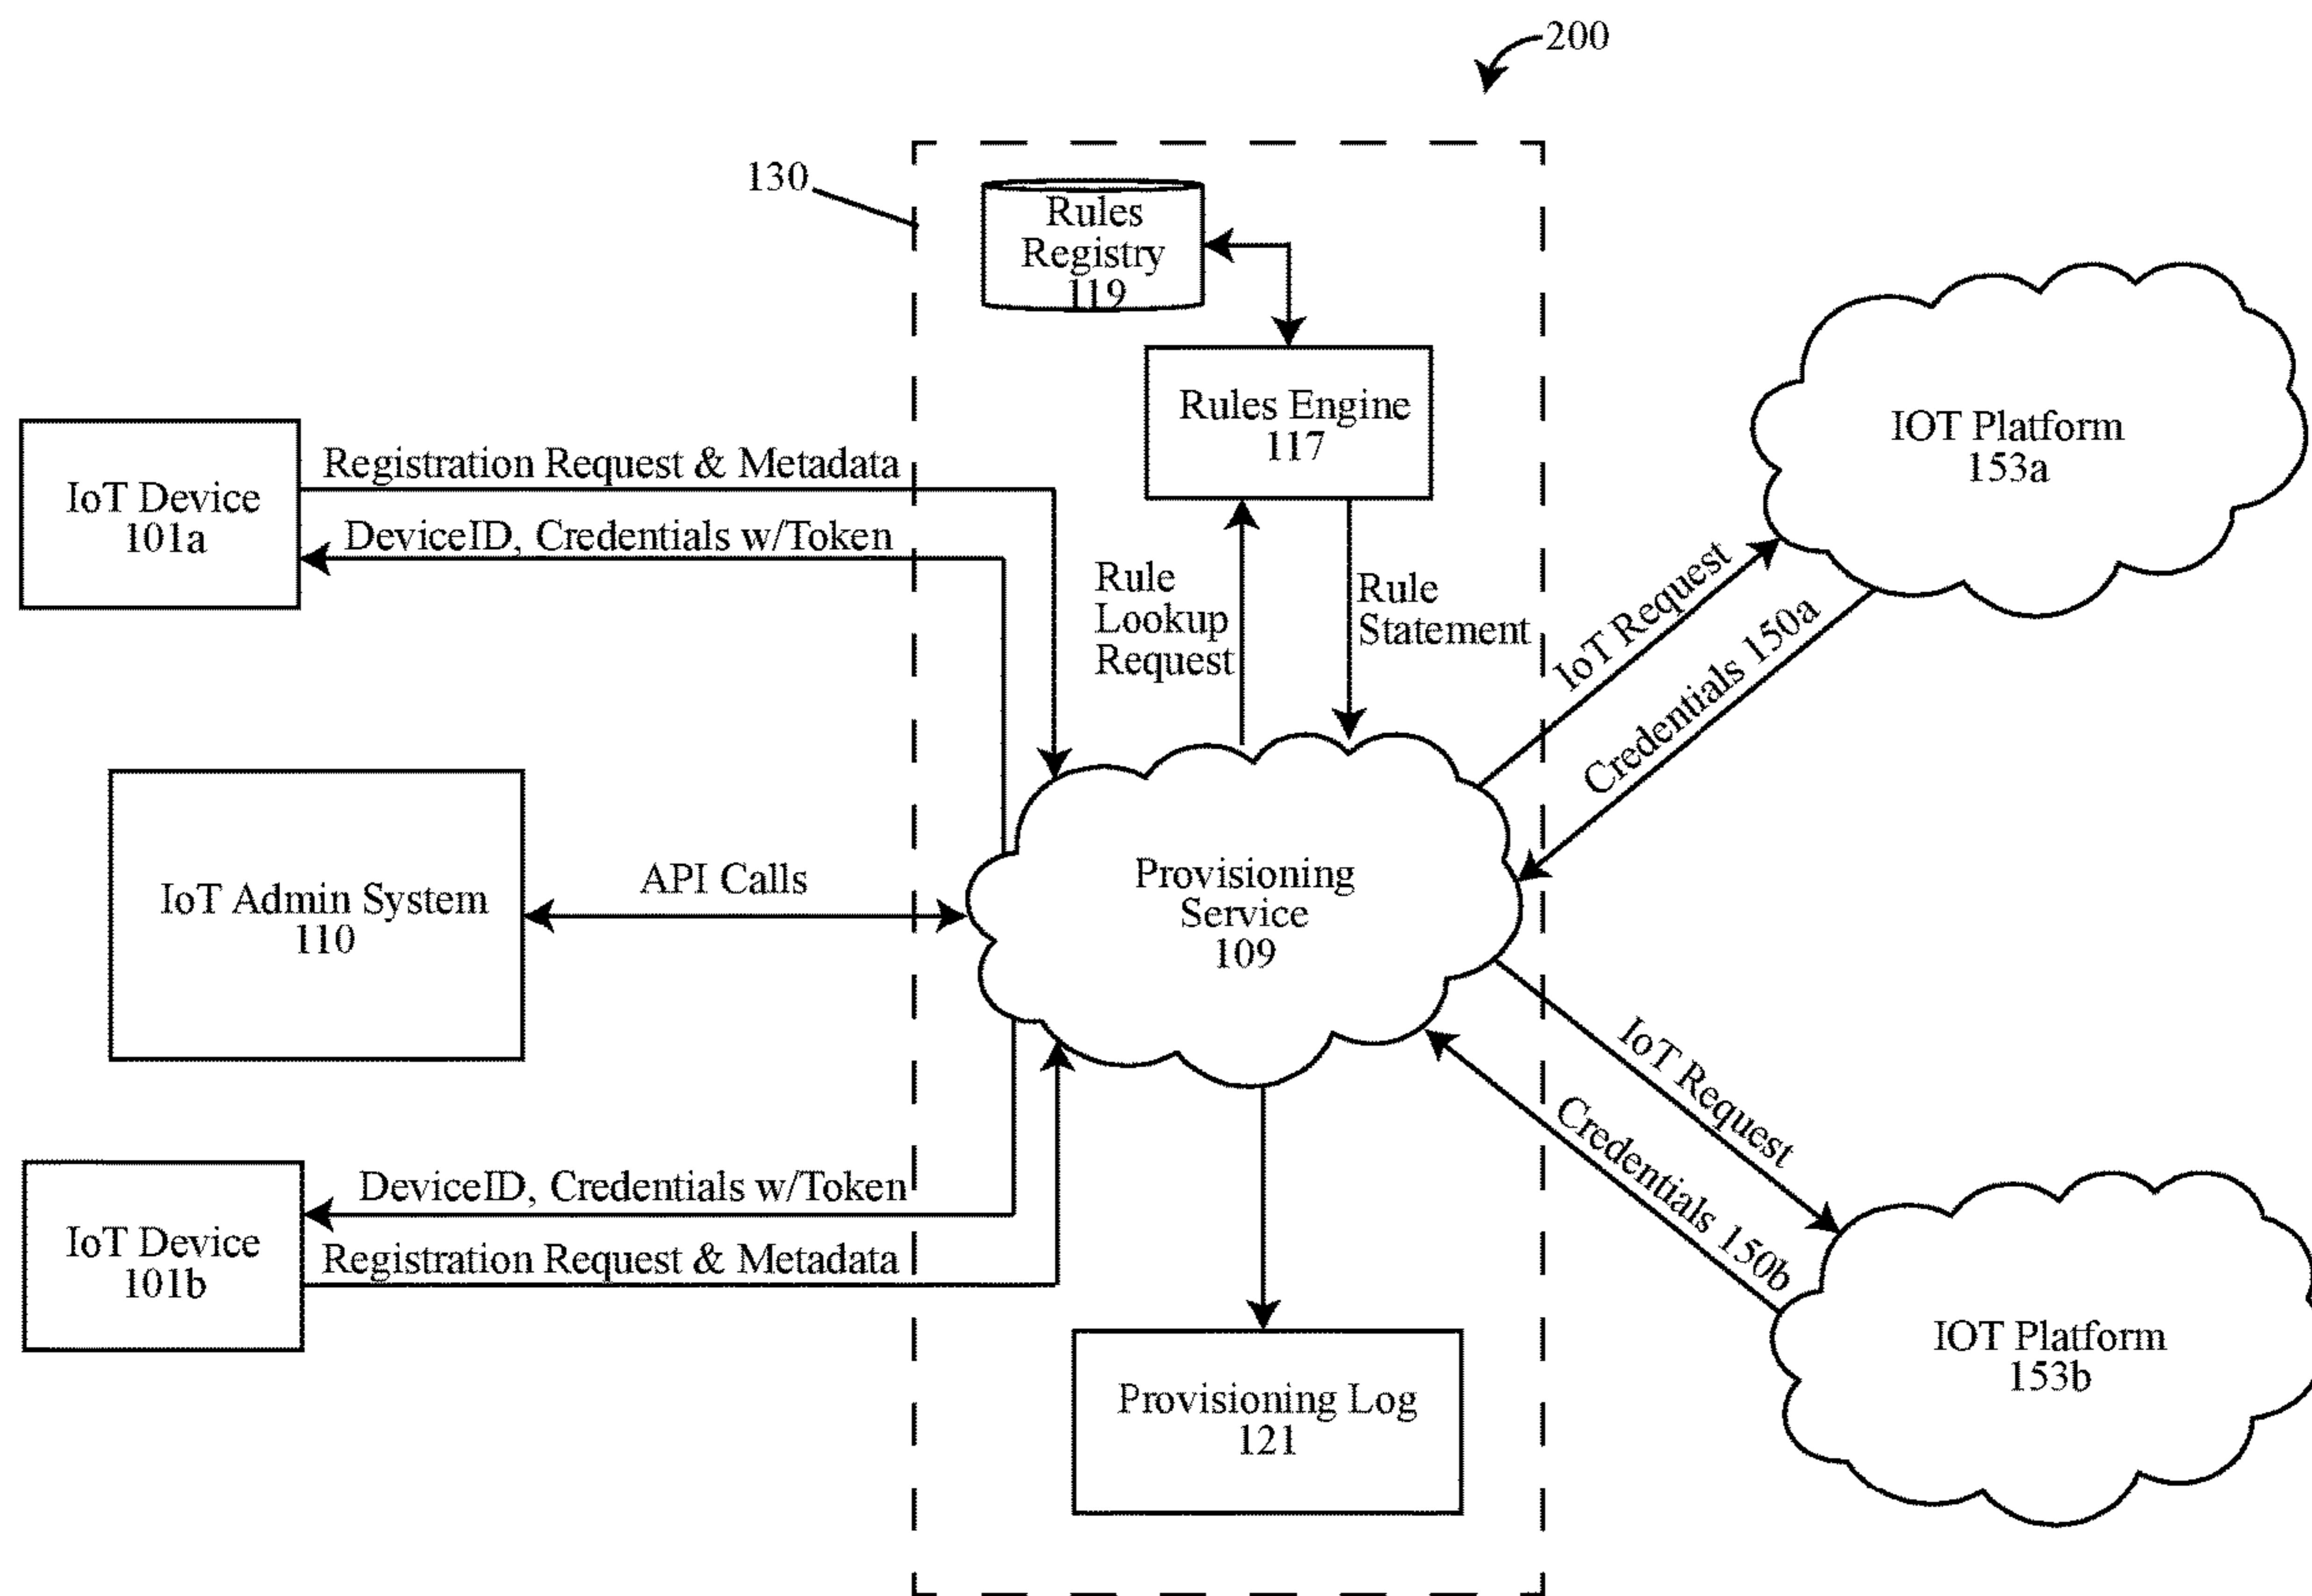 200
130
Rules
Registry
119
Rules Engine
117
IOT Platform
153a
Registration Request & Metadata
IoT Device
101a
DeviceID, Credentials w/Token
Rule
Lookup
Request
Rule
Statement
IoT Request
Credentials 150a
IoT Admin System
110
API Calls
Provisioning
Service
109
IoT Request
Credentials 150b
DeviceID, Credentials w/Token
IoT Device
101b
Registration Request & Metadata
IOT Platform
153b
Provisioning Log
121